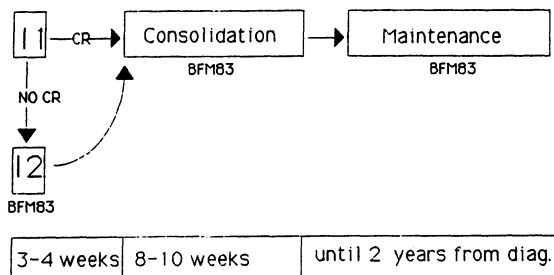 I1
CR
Consolidation
Maintenance
BFM83
BFM83
NO CR
I2
BFM83
3-4 weeks
8-10 weeks
until 2 years from diag.